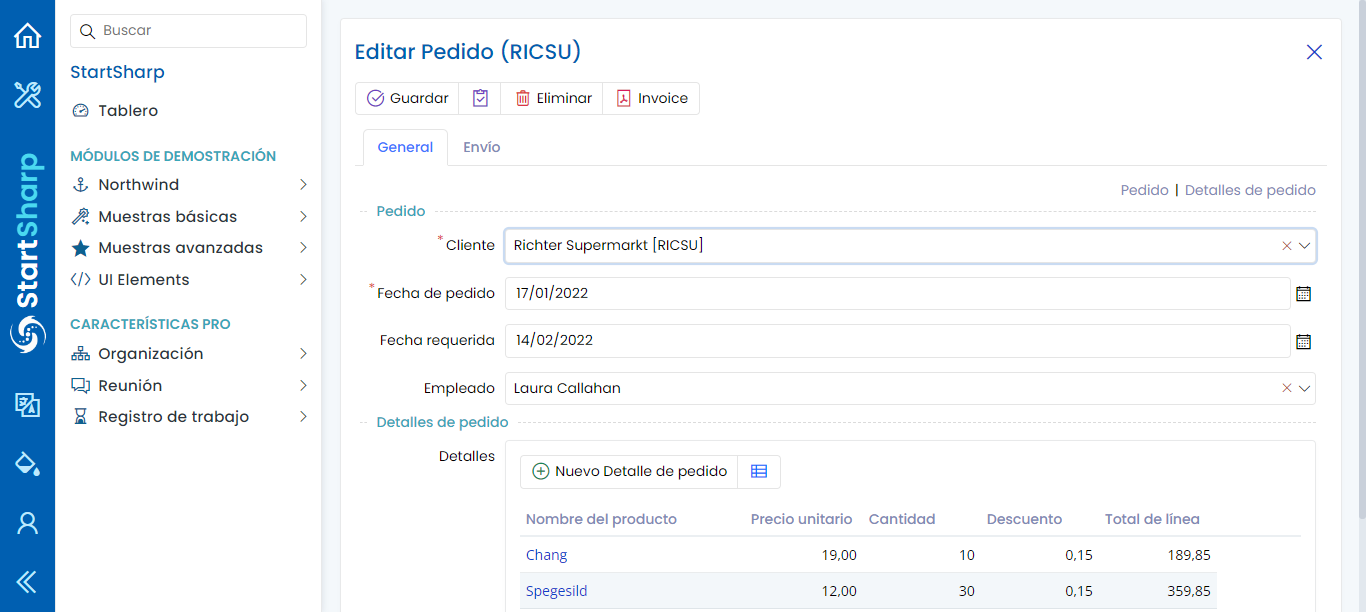 StartSharp
Buscar
StartSharp
Tablero
MÓDULOS DE DEMOSTRACIÓN
Northwind
Muestras básicas
Muestras avanzadas
UI Elements
CARACTERÍSTICAS PRO
Organización
Reunión
Registro de trabajo
Editar Pedido (RICSU)
Guardar Eliminar Invoice
General Envío
Pedido | Detalles de pedido
Pedido
* Cliente Richter Supermarkt [RICSU]
* Fecha de pedido 17/01/2022
Fecha requerida 14/02/2022
Empleado Laura Callahan
Detalles de pedido
Detalles
Nuevo Detalle de pedido
Nombre del producto Precio unitario Cantidad Descuento Total de línea
Chang 19,00 10 0,15 189,85
Spegesild 12,00 30 0,15 359,85